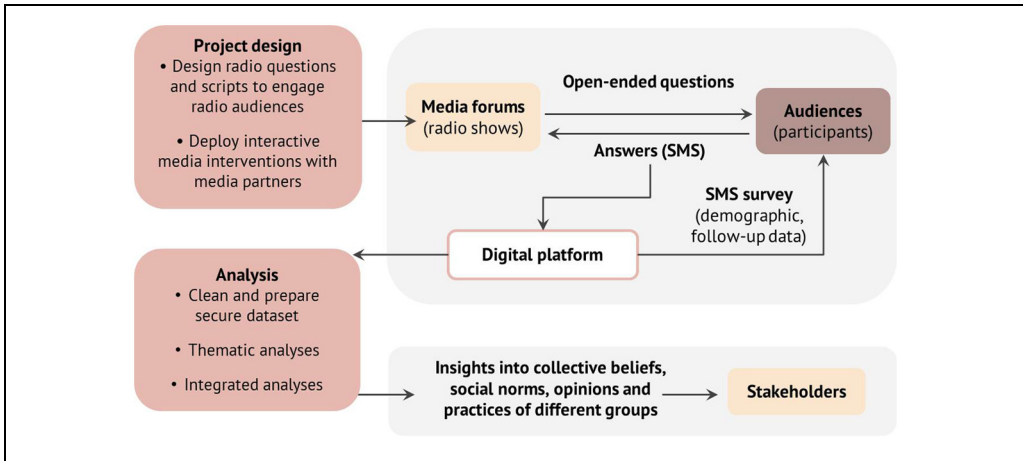 Project design
• Design radio questions
and scripts to engage
radio audiences
• Deploy interactive
media interventions with
media partners
Media forums
(radio shows)
Open-ended questions
Answers (SMS)
Audiences
(participants)
SMS survey
(demographic,
follow-up data)
Digital platform
Analysis
• Clean and prepare
secure dataset
• Thematic analyses
• Integrated analyses
Insights into collective beliefs,
social norms, opinions and
practices of different groups
Stakeholders